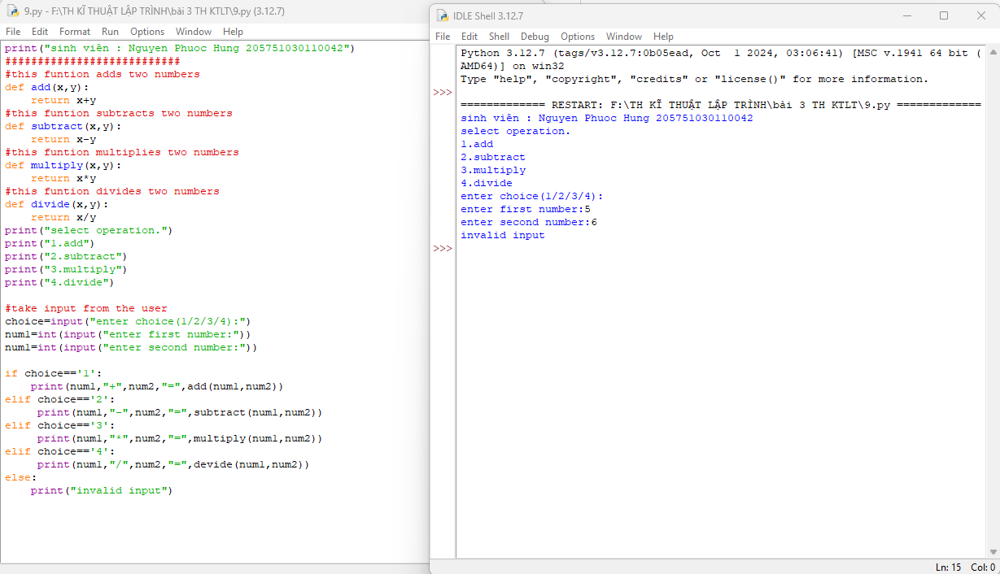 9.py - F:\TH KĨ THUẬT LẬP TRÌNH\bài 3 TH KTLT\9.py (3.12.7)
File Edit Format Run Options Window Help
print("sinh viên : Nguyen Phuoc Hung 205751030110042")
###########################
#this funtion adds two numbers
def add(x,y):
    return x+y
#this funtion subtracts two numbers
def subtract(x,y):
    return x-y
#this funtion multiplies two numbers
def multiply(x,y):
    return x*y
#this funtion divides two numbers
def divide(x,y):
    return x/y
print("select operation.")
print("1.add")
print("2.subtract")
print("3.multiply")
print("4.divide")
#take input from the user
choice=input("enter choice(1/2/3/4):")
num1=int(input("enter first number:"))
num1=int(input("enter second number:"))
if choice=='1':
    print(num1,"+",num2,"=",add(num1,num2))
elif choice=='2':
     print(num1,"-",num2,"=",subtract(num1,num2))
elif choice=='3':
     print(num1,"*",num2,"=",multiply(num1,num2))
elif choice=='4':
     print(num1,"/",num2,"=",devide(num1,num2))
else:
    print("invalid input")
IDLE Shell 3.12.7
File Edit Shell Debug Options Window Help
Python 3.12.7 (tags/v3.12.7:0b05ead, Oct  1 2024, 03:06:41) [MSC v.1941 64 bit (
AMD64)] on win32
Type "help", "copyright", "credits" or "license()" for more information.
>>>
============= RESTART: F:\TH KĨ THUẬT LẬP TRÌNH\bài 3 TH KTLT\9.py =============
sinh viên : Nguyen Phuoc Hung 205751030110042
select operation.
1.add
2.subtract
3.multiply
4.divide
enter choice(1/2/3/4):
enter first number:5
enter second number:6
invalid input
>>>
Ln: 15 Col: 0